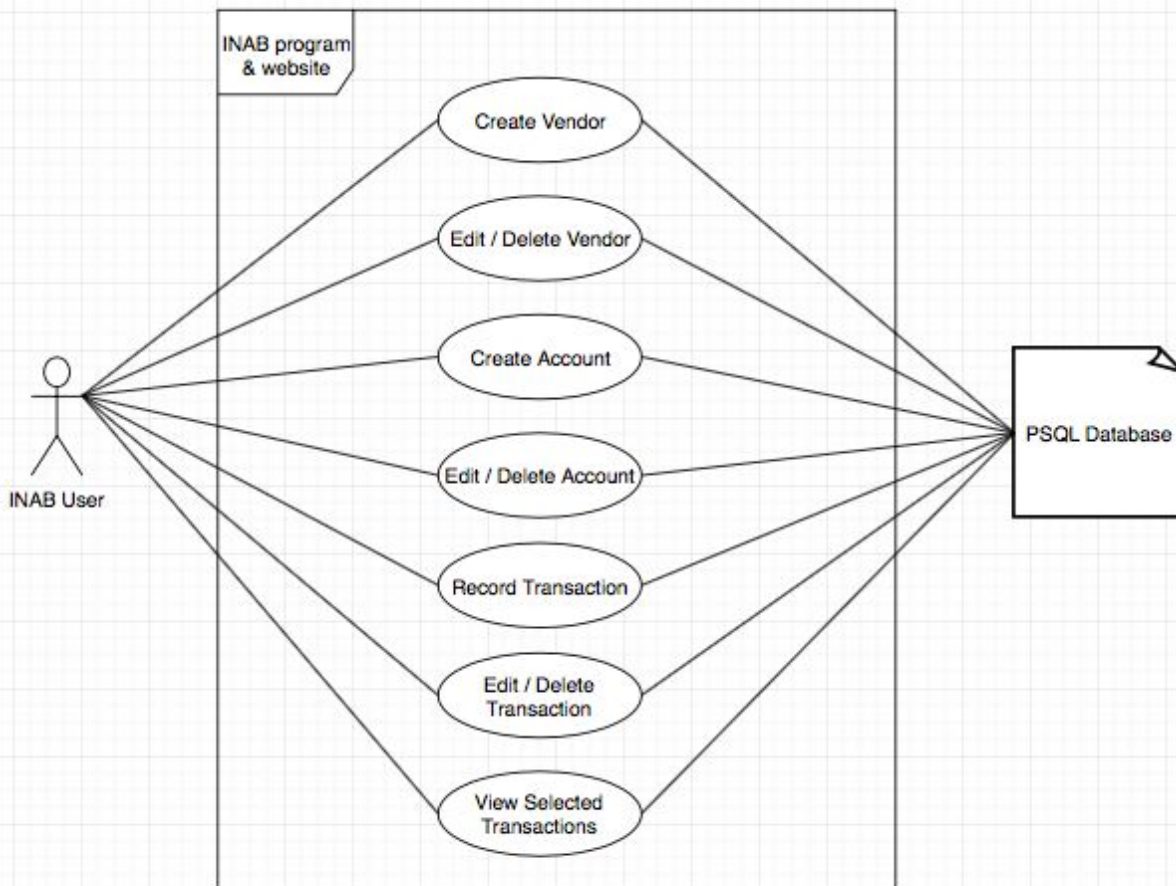 INAB program
& website
Create Vendor
Edit / Delete Vendor
Create Account
Edit / Delete Account
Record Transaction
Edit / Delete
Transaction
View Selected
Transactions
INAB User
PSQL Database